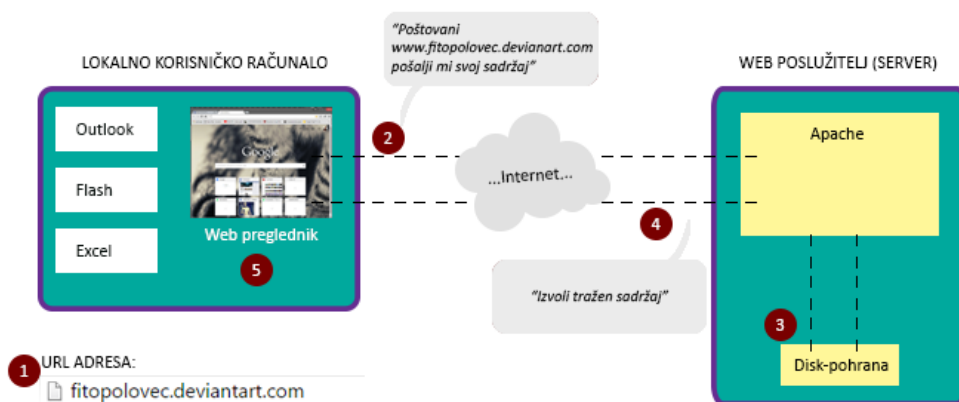 “Poštovani
www.fitopolovec.devianart.com
pošalji mi svoj sadržaj”
LOKALNO KORISNIČKO RAČUNALO
WEB POSLUŽITELJ (SERVER)
Outlook
Flash
Excel
Google
Web preglednik
5
2
...Internet...
4
“Izvoli tražen sadržaj”
Apache
3
Disk-pohrana
1
URL ADRESA:
fitopolovec.deviantart.com